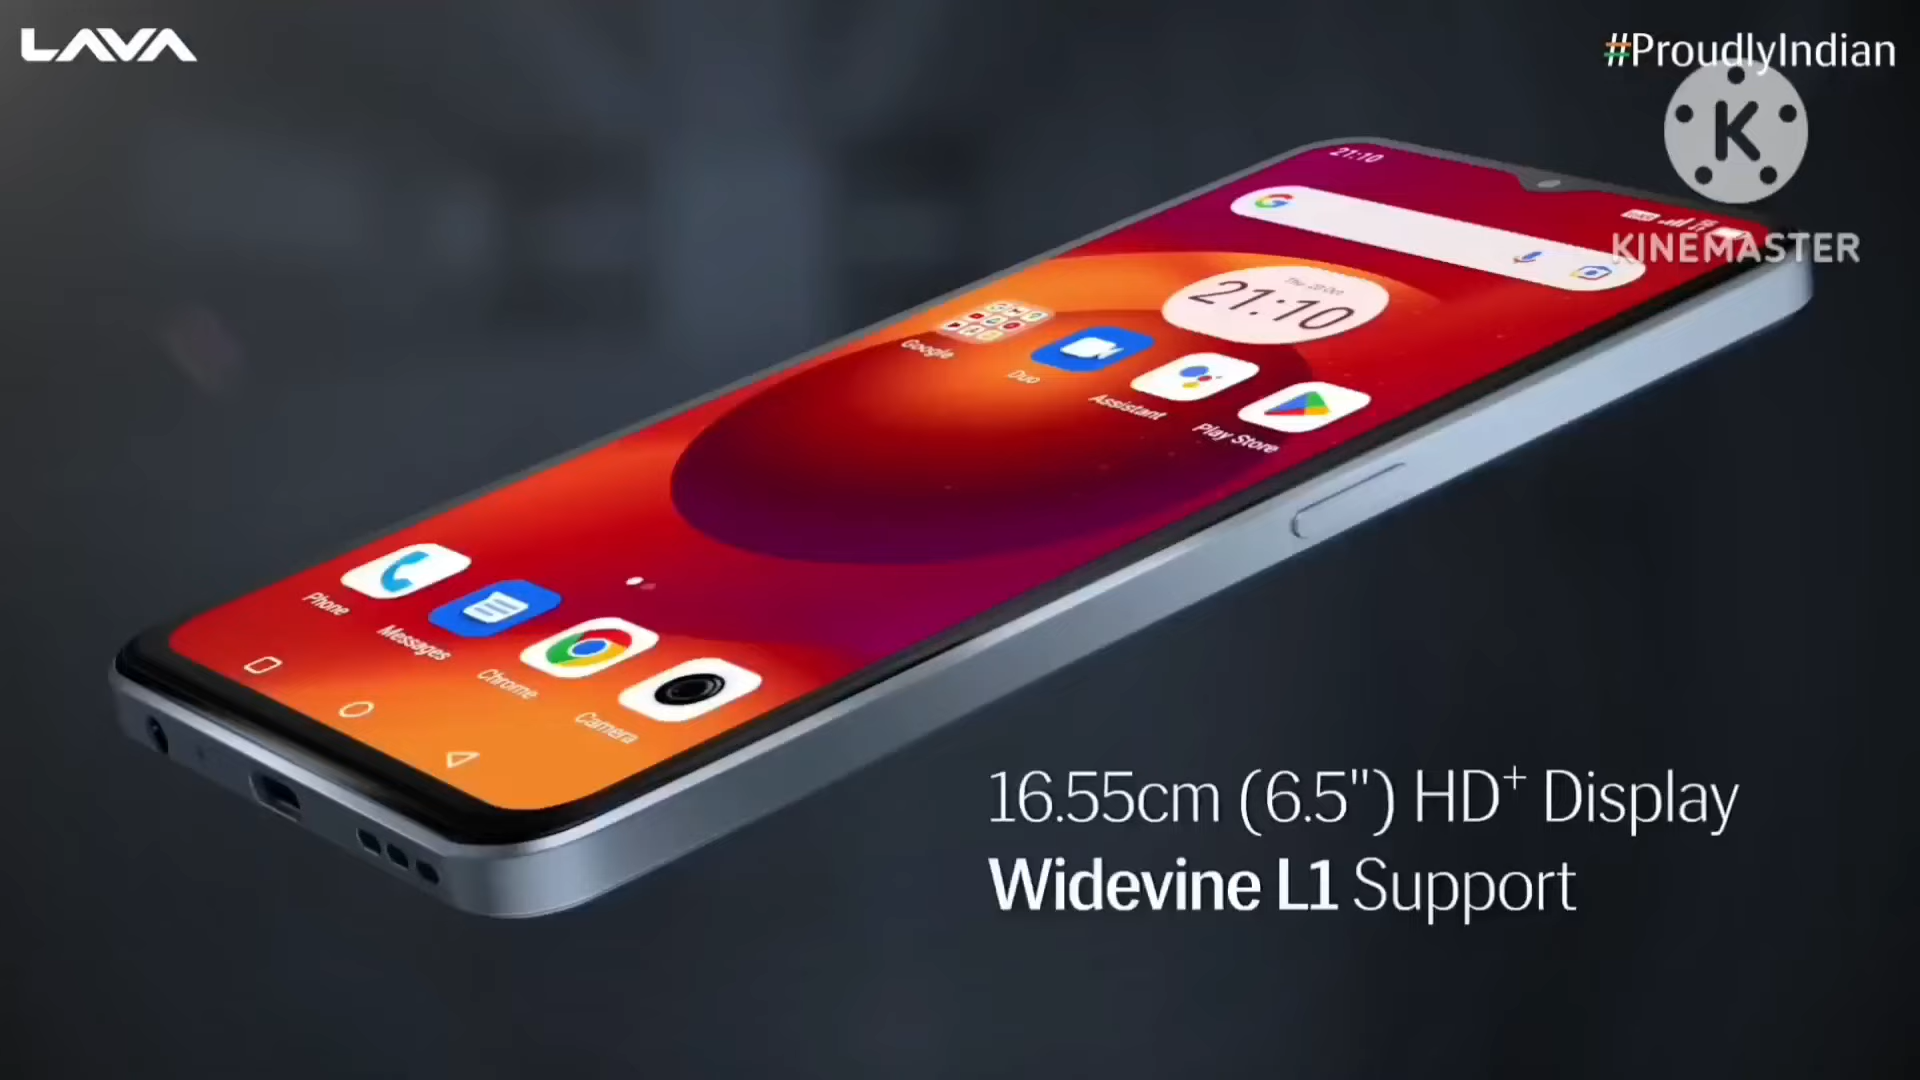 LAVA
#ProudlyIndian
KINEMASTER
21:10
21:10
Google
Duo
Assistant
Play Store
Phone
Messages
Chrome
Camera
16.55cm (6.5") HD+ Display
Widevine L1 Support